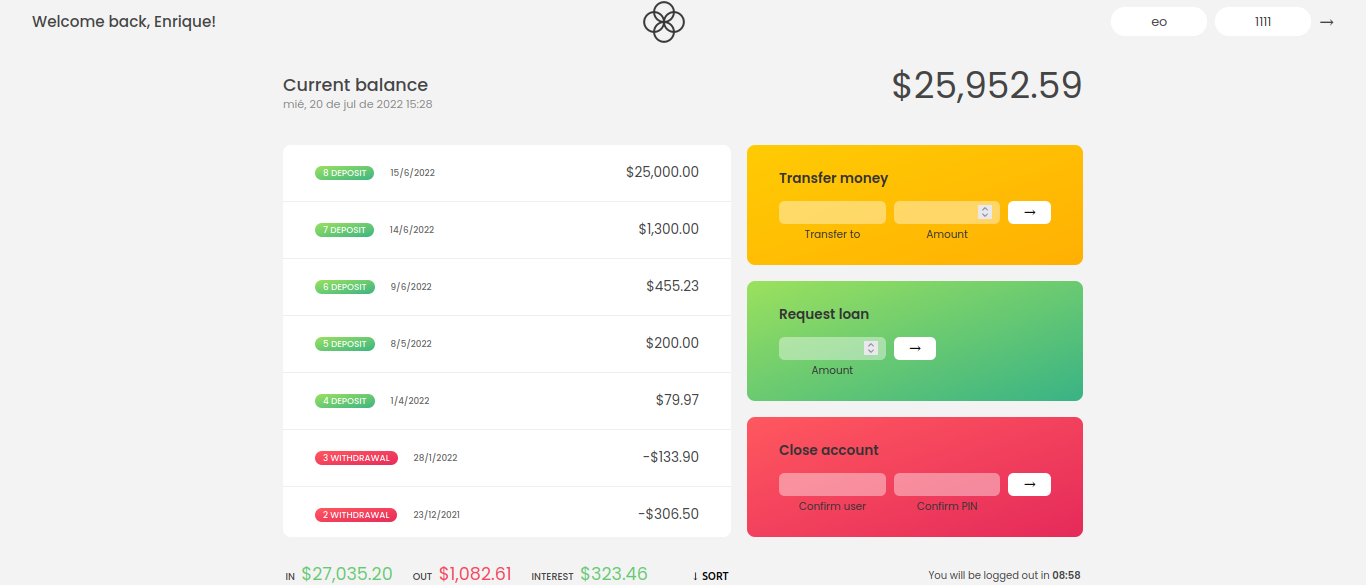 Welcome back, Enrique!
eo
1111
→
Current balance
mié, 20 de jul de 2022 15:28
$25,952.59
8 DEPOSIT 15/6/2022 $25,000.00
7 DEPOSIT 14/6/2022 $1,300.00
6 DEPOSIT 9/6/2022 $455.23
5 DEPOSIT 8/5/2022 $200.00
4 DEPOSIT 1/4/2022 $79.97
3 WITHDRAWAL 28/1/2022 -$133.90
2 WITHDRAWAL 23/12/2021 -$306.50
Transfer money
→
Transfer to Amount
Request loan
→
Amount
Close account
→
Confirm user Confirm PIN
IN $27,035.20 OUT $1,082.61 INTEREST $323.46 ↓ SORT
You will be logged out in 08:58